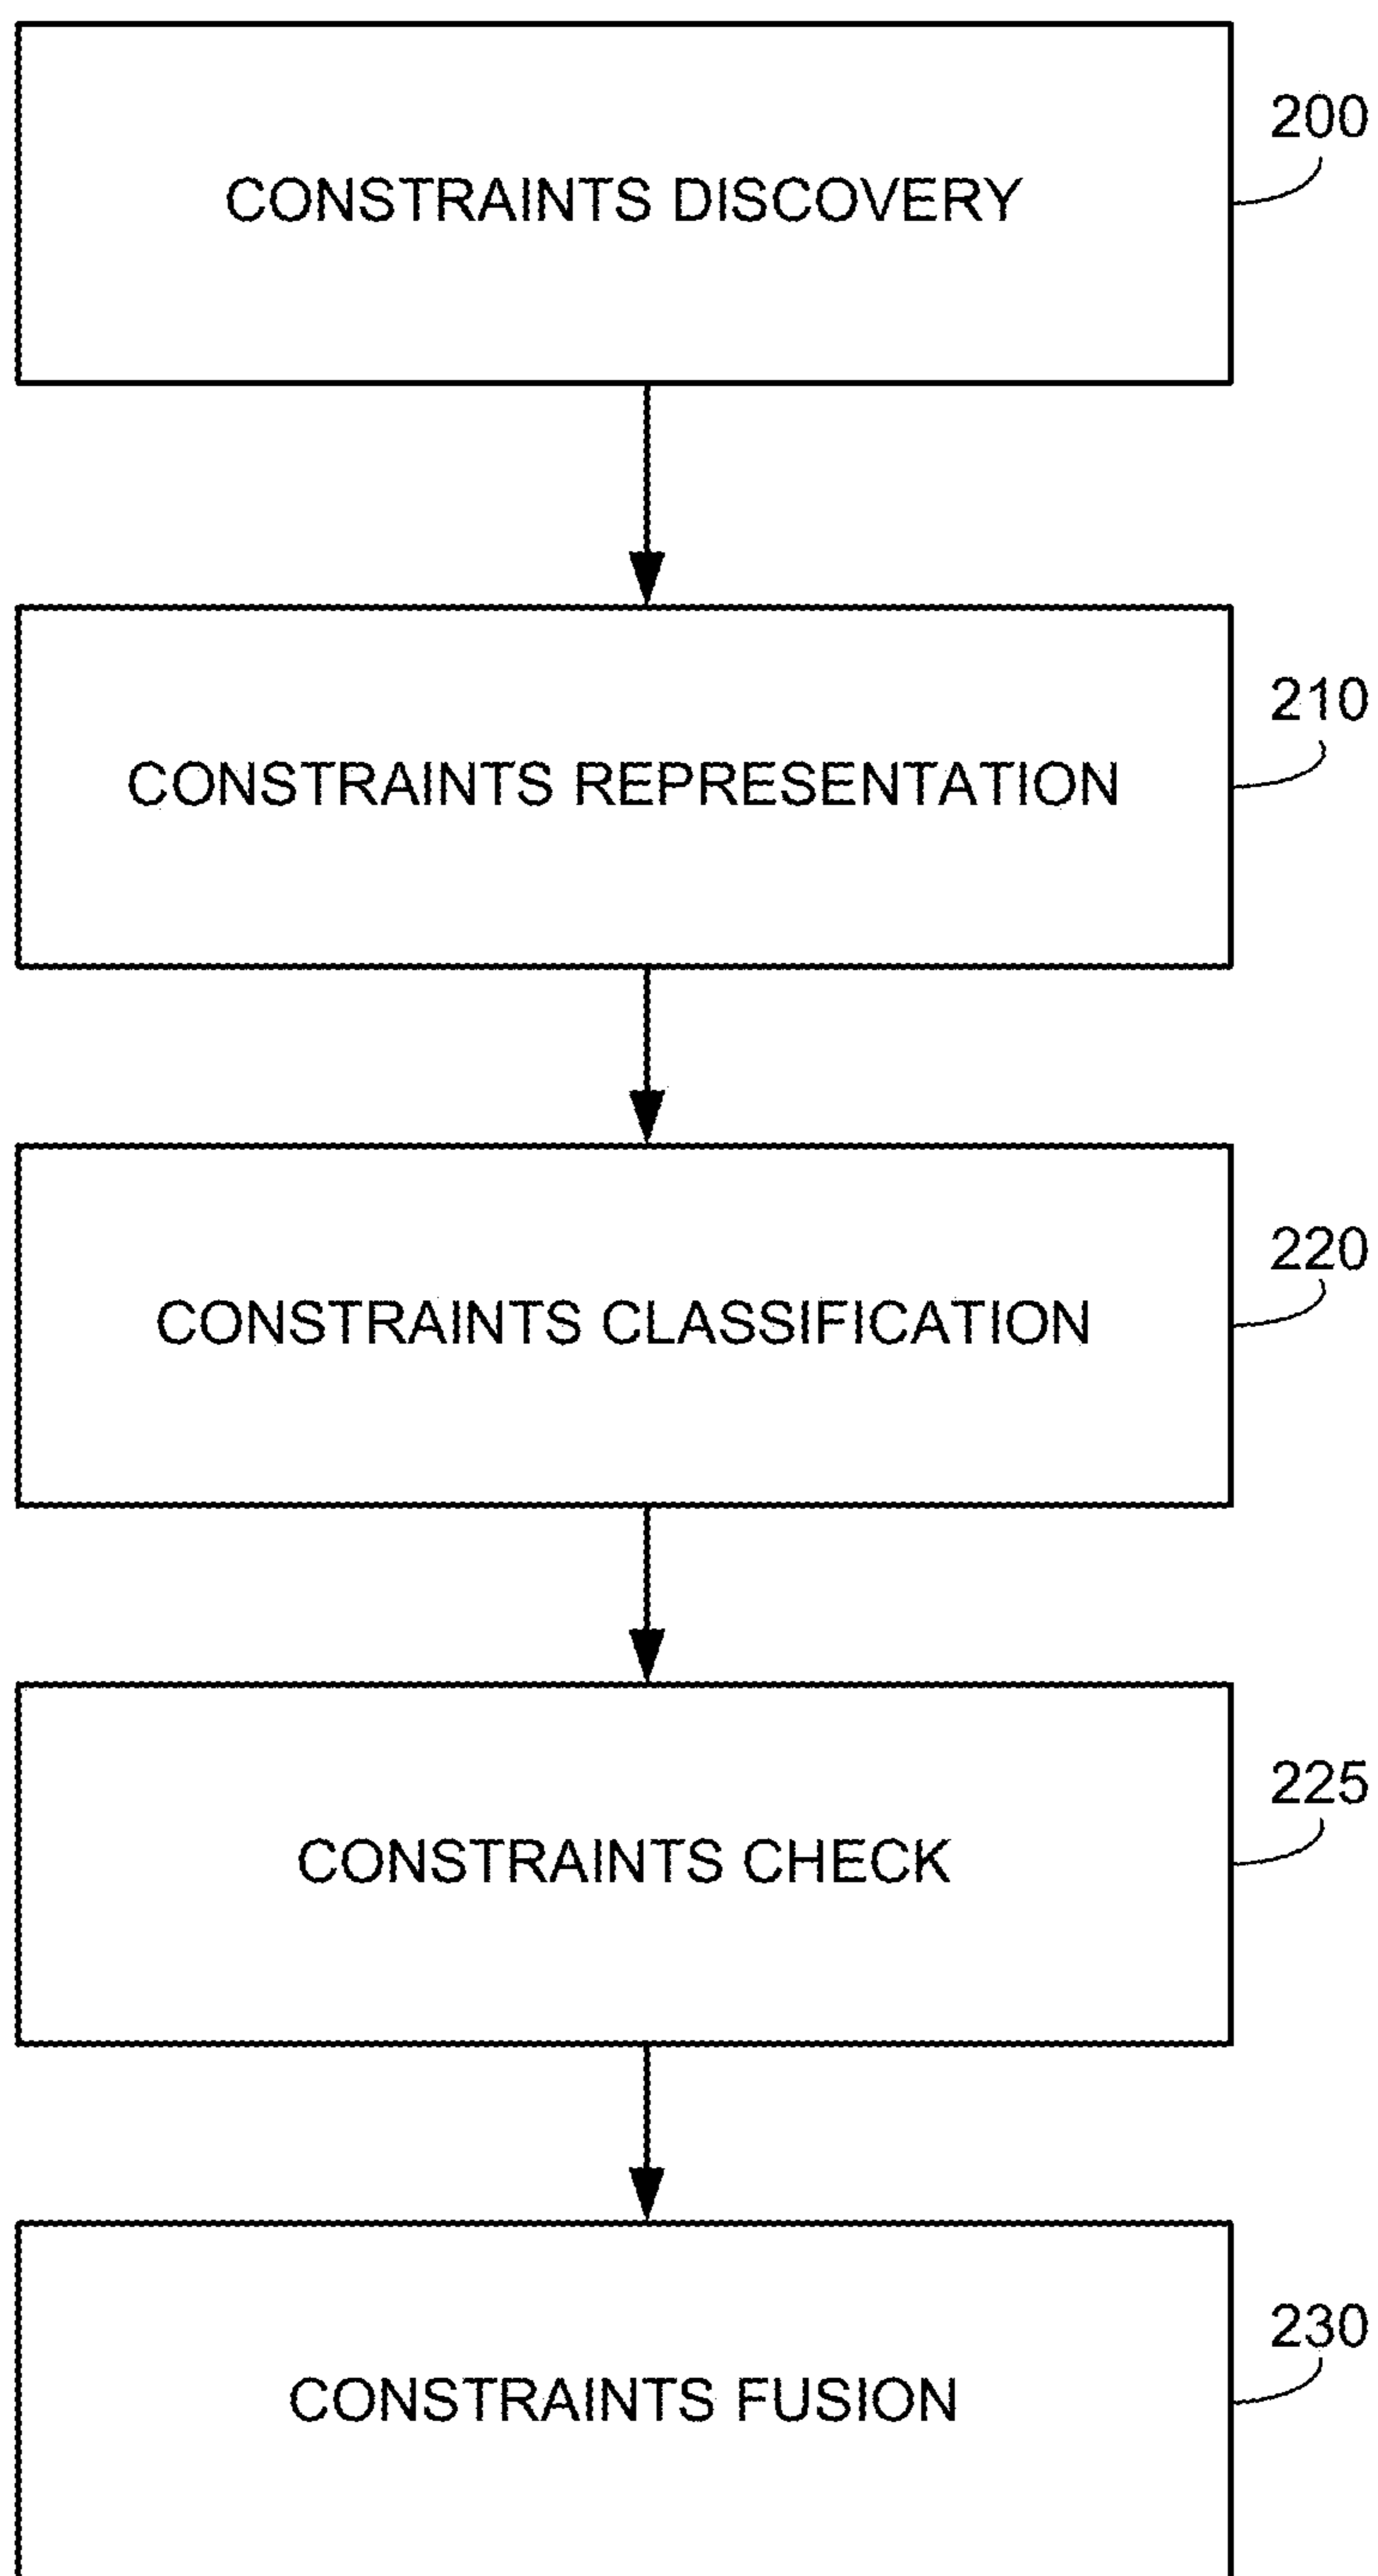 CONSTRAINTS DISCOVERY
200
CONSTRAINTS REPRESENTATION
210
CONSTRAINTS CLASSIFICATION
220
CONSTRAINTS CHECK
225
CONSTRAINTS FUSION
230